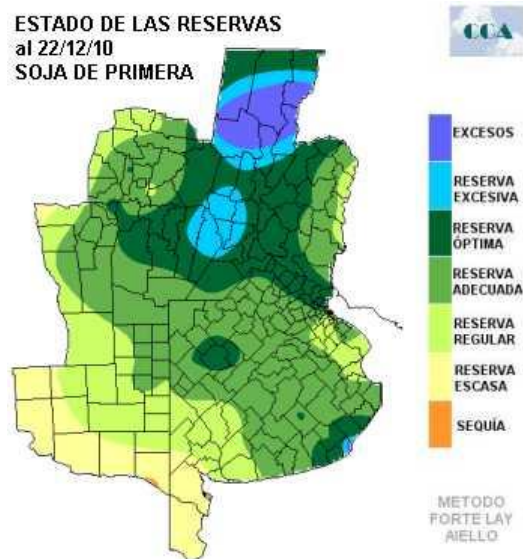 ESTADO DE LAS RESERVAS
al 22/12/10
SOJA DE PRIMERA
CCA
EXCESOS
RESERVA
EXCESIVA
RESERVA
ÓPTIMA
RESERVA
ADECUADA
RESERVA
REGULAR
RESERVA
ESCASA
SEQUÍA
METODO
FORTE LAY
AIELLO